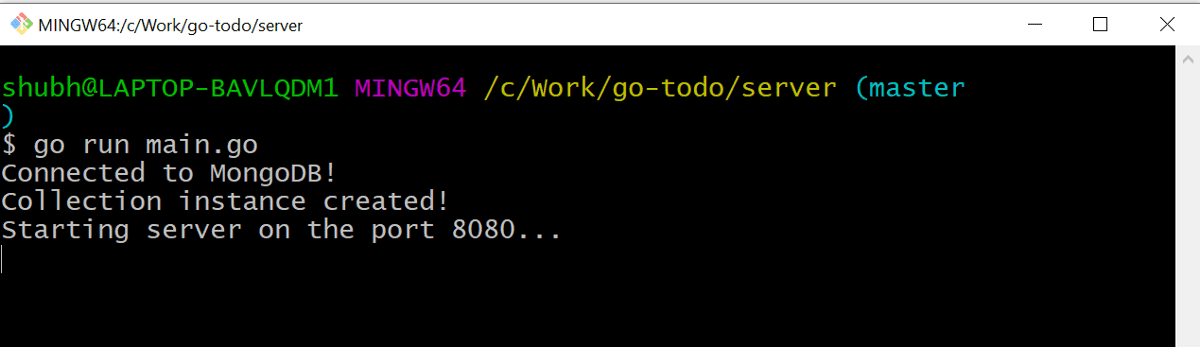 MINGW64:/c/Work/go-todo/server
shubh@LAPTOP-BAVLQDM1 MINGW64 /c/Work/go-todo/server (master
)
$ go run main.go
Connected to MongoDB!
Collection instance created!
Starting server on the port 8080...